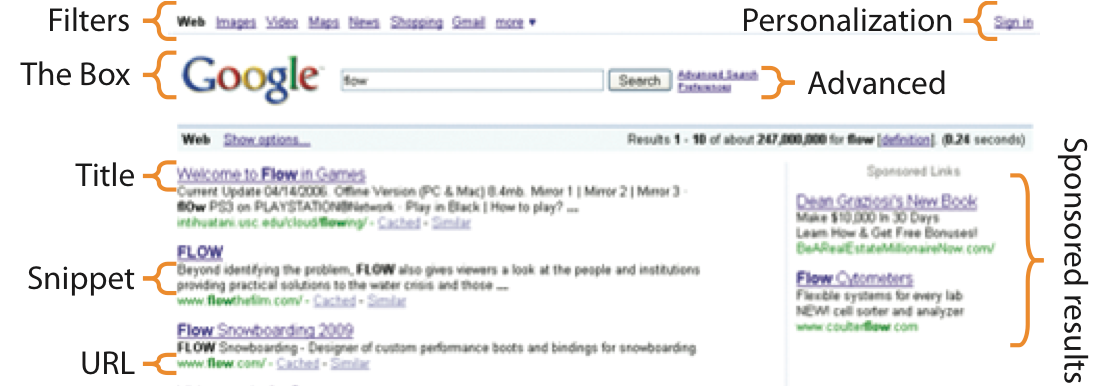 Filters Web Images Video Maps News Shopping Gmail more ▼ Personalization Sign in
The Box Google™ flow Search Advanced Search Advanced
Preferences
Web Show options... Results 1 - 10 of about 247,000,000 for flow [definition]. (0.24 seconds)
Title Welcome to Flow in Games
Current Update 04/14/2006. Offline Version (PC & Mac) 8.4mb. Mirror 1 | Mirror 2 | Mirror 3 ·
flOw PS3 on PLAYSTATION®Network · Play in Black | How to play? ...
intihuatani.usc.edu/cloud/flowing/ - Cached - Similar
FLOW
Snippet Beyond identifying the problem, FLOW also gives viewers a look at the people and institutions
providing practical solutions to the water crisis and those ...
www.flowthefilm.com/ - Cached - Similar
Flow Snowboarding 2009
FLOW Snowboarding - Designer of custom performance boots and bindings for snowboarding
URL www.flow.com/ - Cached - Similar
Sponsored Links
Dean Graziosi's New Book
Make $10,000 In 30 Days
Learn How & Get Free Bonuses!
BeARealEstateMillionaireNow.com/
Flow Cytometers
Flexible systems for every lab
NEW! cell sorter and analyzer
www.coulterflow.com
Sponsored results